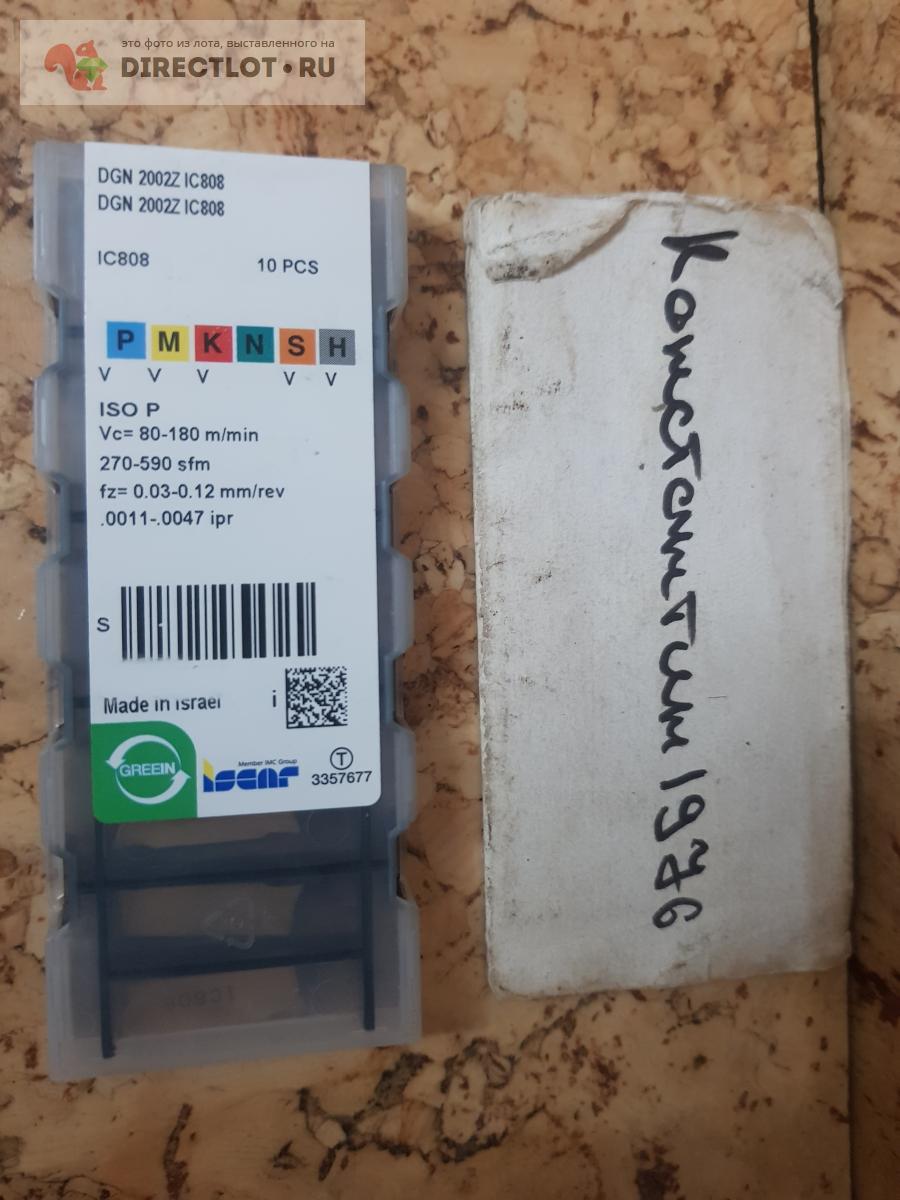 это фото из лота, выставленного на
DIRECTLOT•RU
DGN 2002Z IC808
DGN 2002Z IC808
IC808 10 PCS
P M K N S H
V V V V V
ISO P
Vc= 80-180 m/min
270-590 sfm
fz= 0.03-0.12 mm/rev
.0011-.0047 ipr
S
Made in Israel i
GREEIN
Member IMC Group
iscar
T
3357677
IC808
Константин 1976